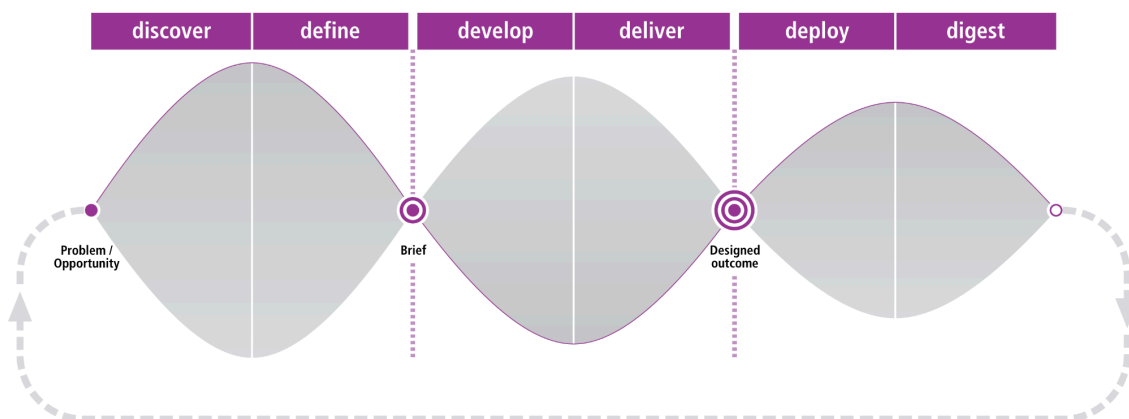 discover
define
develop
deliver
deploy
digest
Problem /
Opportunity
Brief
Designed
outcome